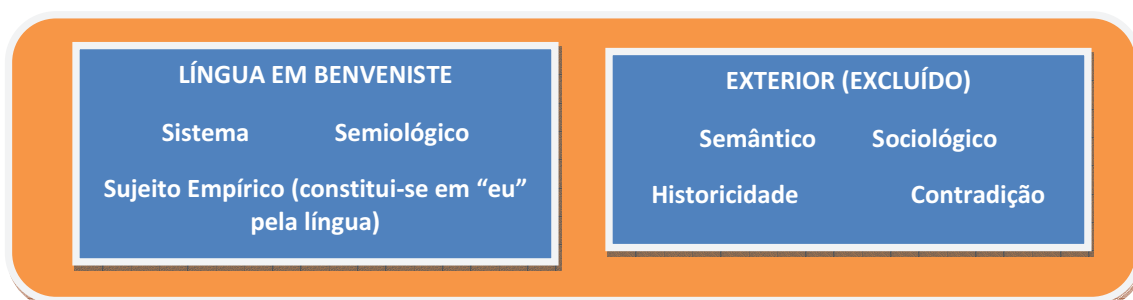 LÍNGUA EM BENVENISTE
Sistema Semiológico
Sujeito Empírico (constitui-se em “eu”
pela língua)
EXTERIOR (EXCLUÍDO)
Semântico Sociológico
Historicidade Contradição